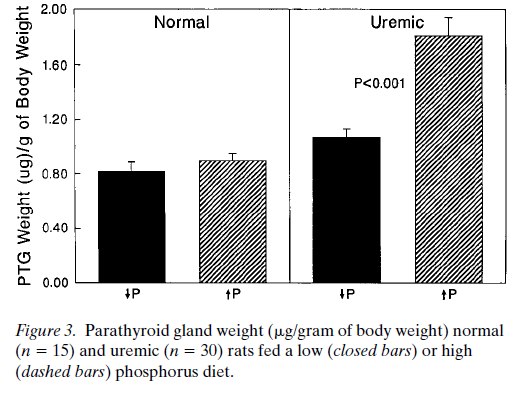 PTG Weight (ug)/g of Body Weight
2.00
1.60
1.20
0.80
0.40
0.00
Normal
Uremic
P<0.001
↓P
↑P
↓P
↑P
Figure 3. Parathyroid gland weight (μg/gram of body weight) normal
(n = 15) and uremic (n = 30) rats fed a low (closed bars) or high
(dashed bars) phosphorus diet.